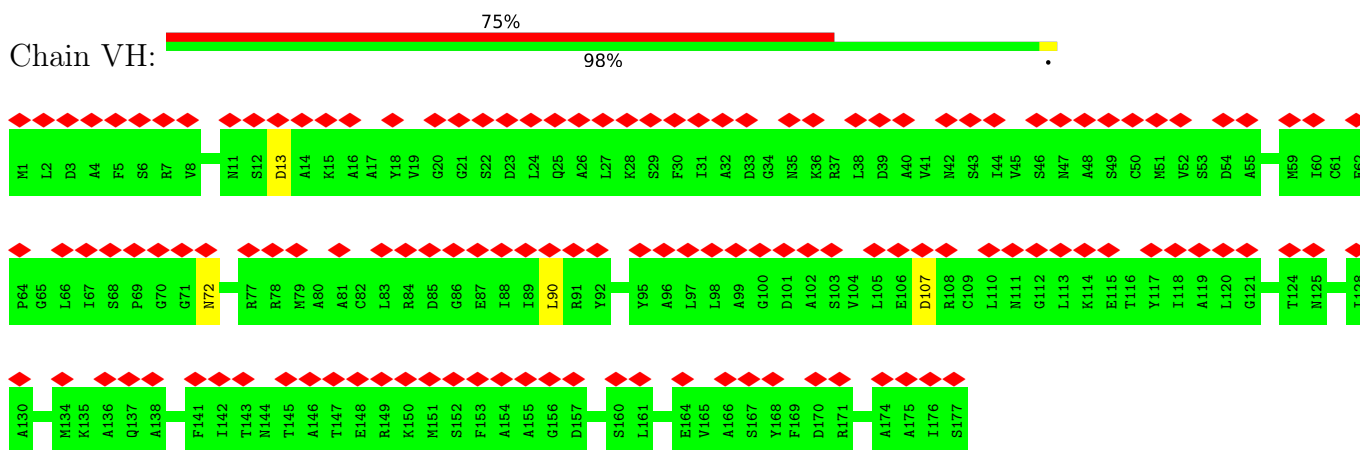 75%
Chain VH:
98%
M1 L2 D3 A4 F5 S6 R7 V8 N11 S12 D13 A14 K15 A16 A17 Y18 V19 G20 G21 S22 D23 L24 Q25 A26 L27 K28 S29 F30 I31 A32 D33 G34 N35 K36 R37 L38 D39 A40 V41 N42 S43 I44 V45 S46 N47 A48 S49 C50 M51 V52 S53 D54 A55 M59 I60 C61
P64 G65 L66 I67 S68 P69 G70 G71 N72 R77 R78 M79 A80 A81 C82 L83 R84 D85 G86 E87 I88 I89 L90 R91 Y92 Y95 A96 L97 L98 A99 G100 D101 A102 S103 V104 L105 E106 D107 R108 C109 L110 N111 G112 L113 K114 E115 T116 Y117 I118 A119 L120 G121 T124 N125
A130 M134 K135 A136 Q137 A138 F141 I142 T143 N144 T145 A146 T147 E148 R149 K150 M151 S152 F153 A154 A155 G156 D157 S160 L161 E164 V165 A166 S167 Y168 F169 D170 R171 A174 A175 I176 S177